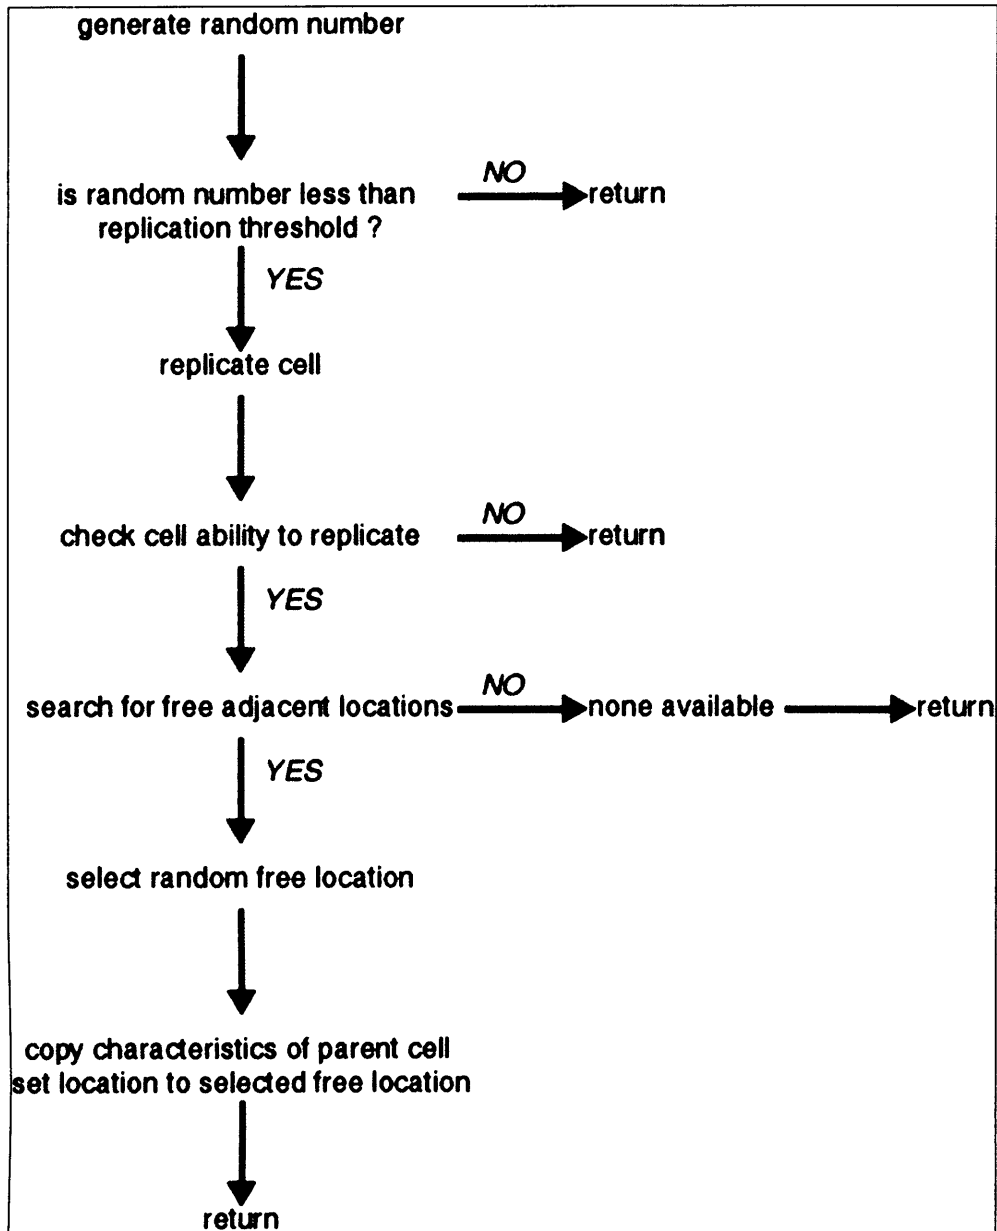 generate random number
is random number less than
replication threshold ?
NO
return
YES
replicate cell
check cell ability to replicate
NO
return
YES
search for free adjacent locations
NO
none available
return
YES
select random free location
copy characteristics of parent cell
set location to selected free location
return